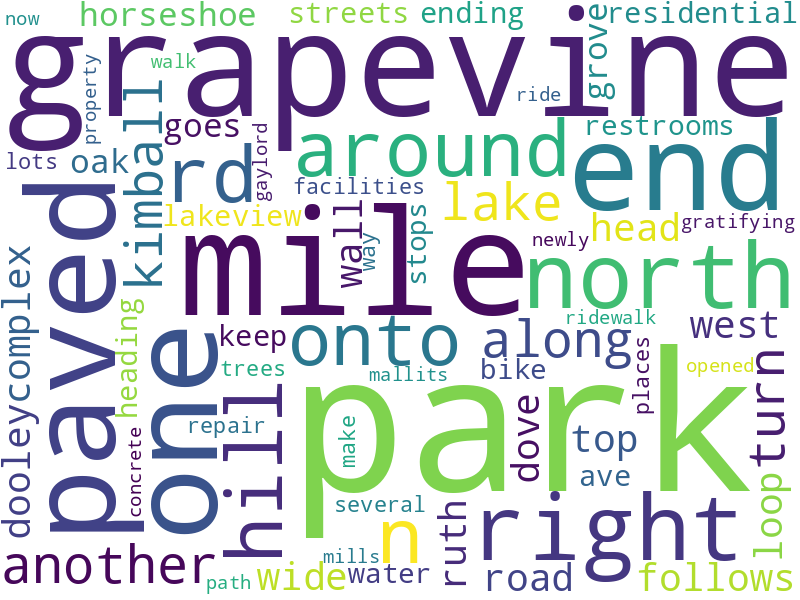 now
horseshoe
streets
ending
residential
grapevine
walk
property
grove
ride
goes
kimball
around
restrooms
end
lots
oak
rd
gaylord
facilities
lakeview
lake
head
gratifying
paved
mile
wall
way
stops
newly
north
dooleycomplex
heading
one
keep
onto
along
ridewalk
west
trees
mallits
bike
places
opened
turn
park
hill
repair
make
dove
top
concrete
ave
loop
several
n
ruth
right
another
mills
path
wide
water
road
follows